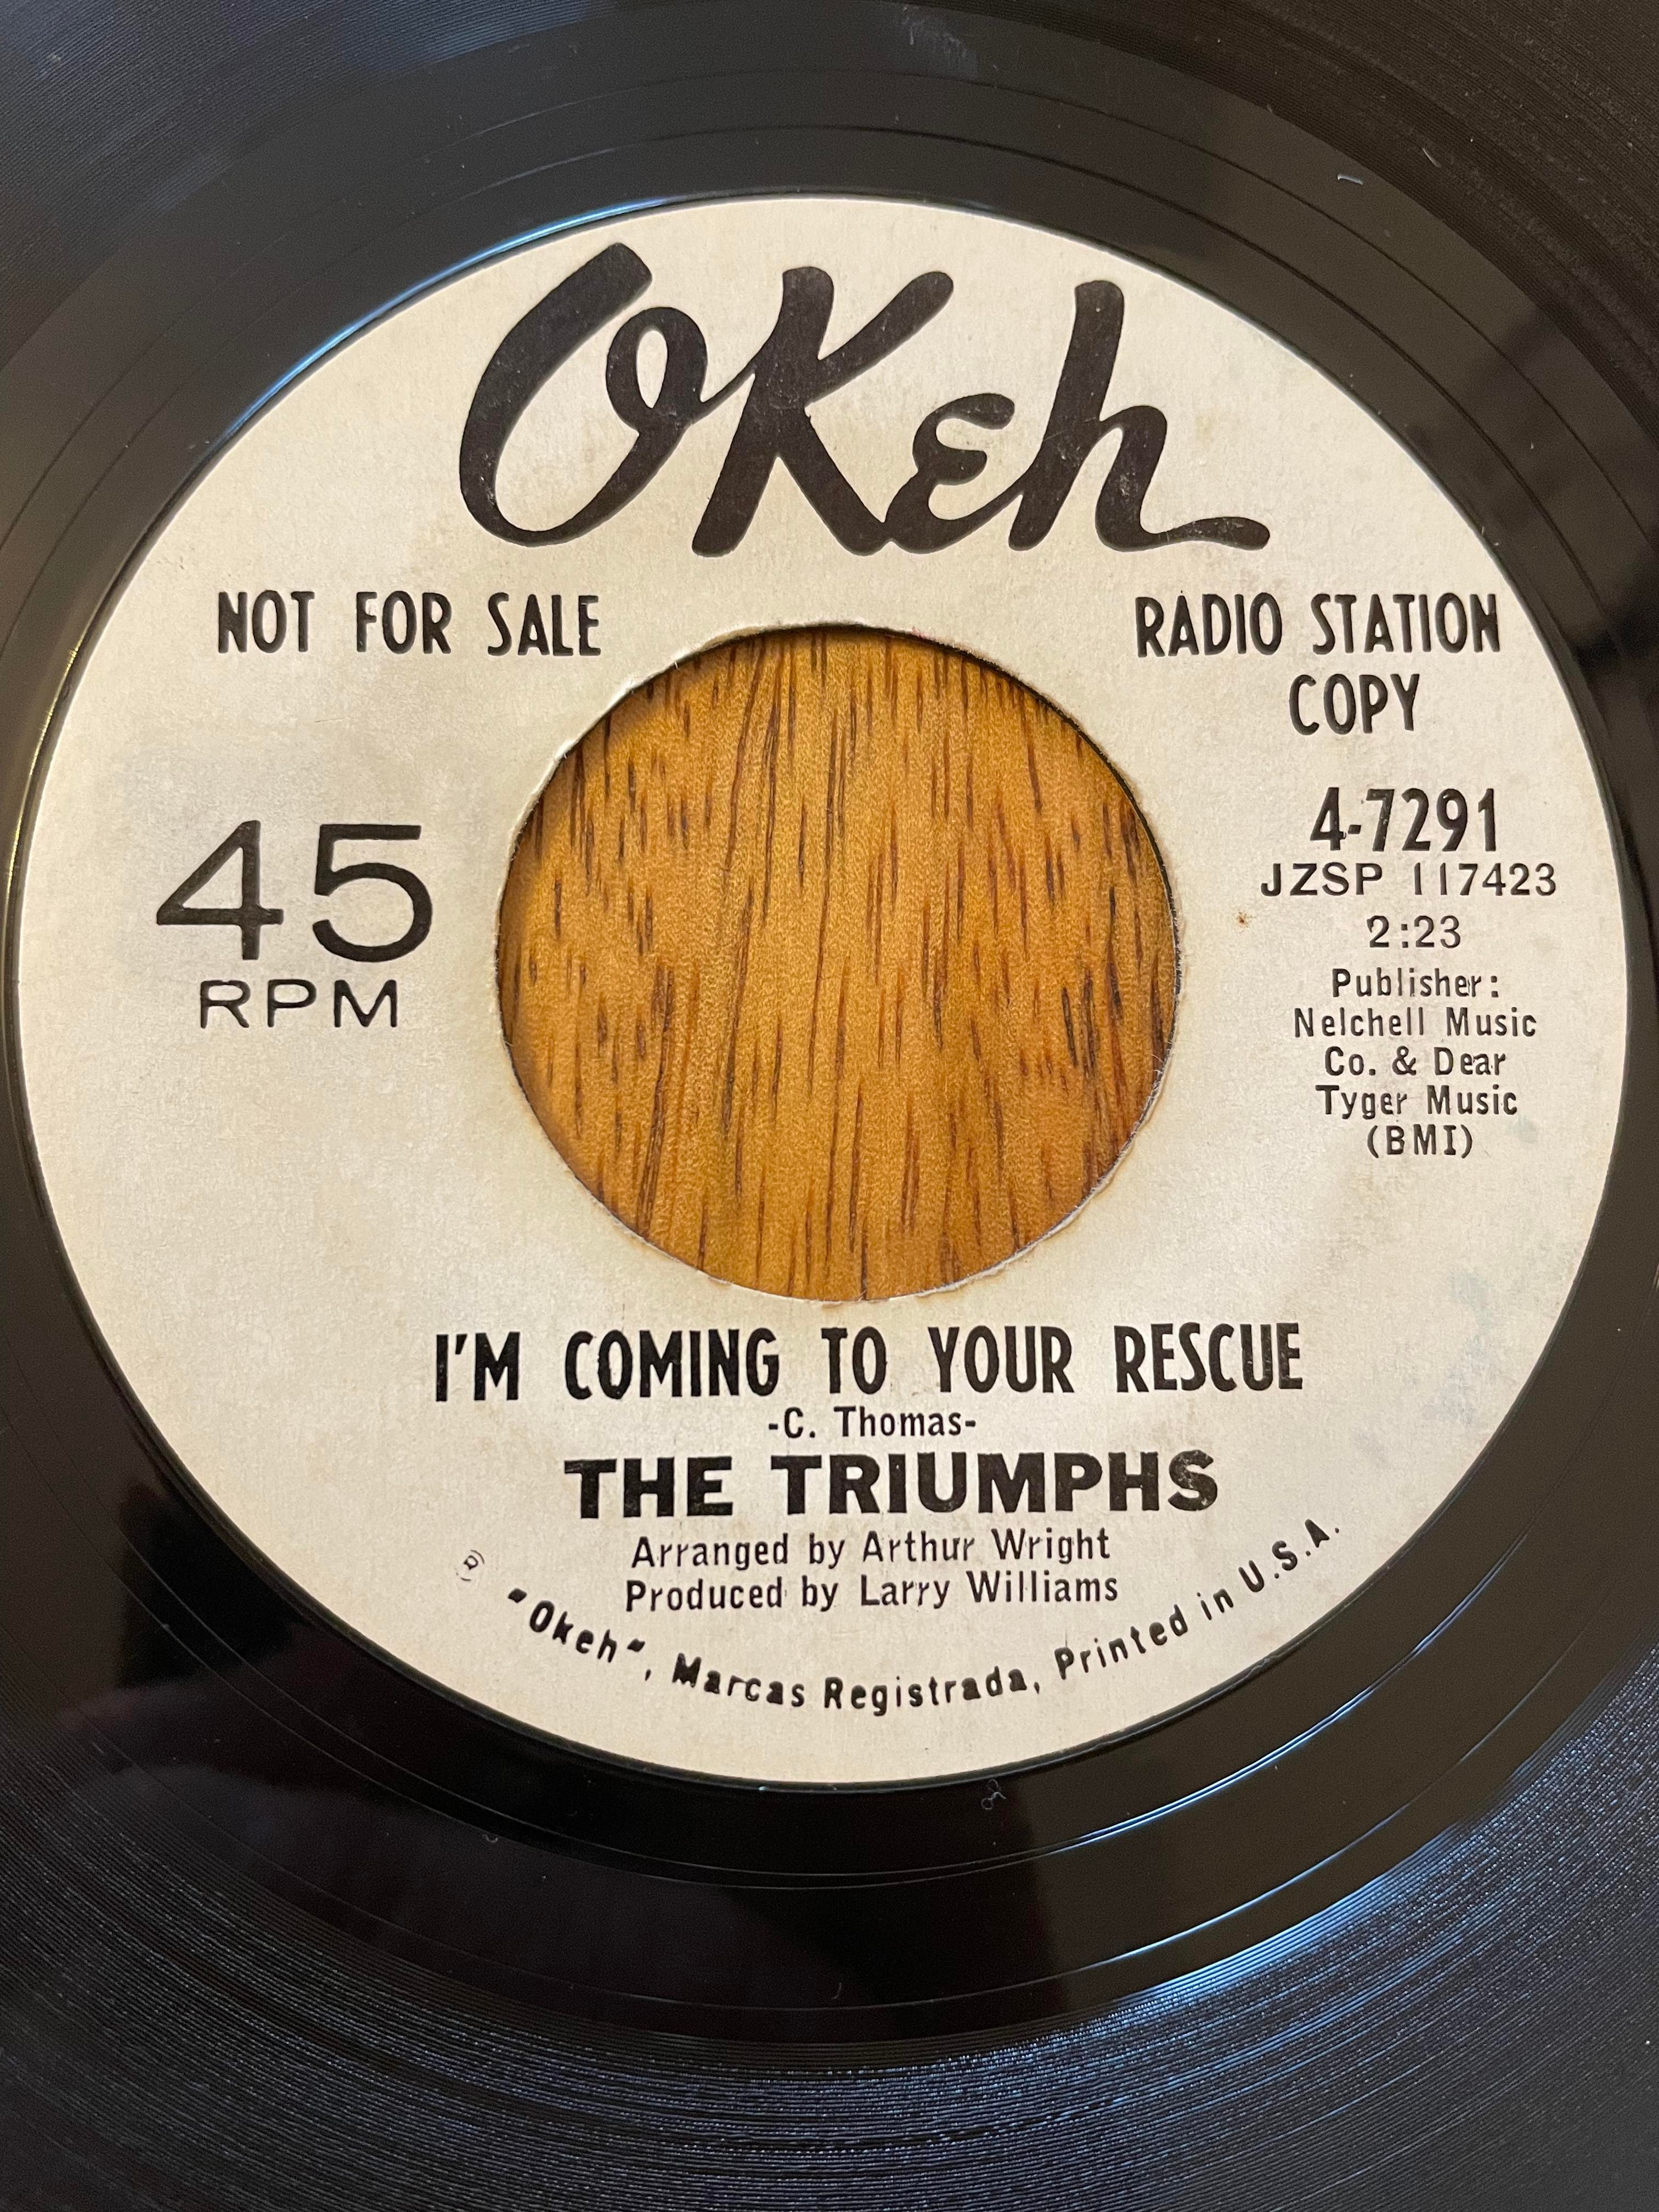 OKeh
NOT FOR SALE
RADIO STATION
COPY
45
RPM
4-7291
JZSP 117423
2:23
Publisher:
Nelchell Music
Co. & Dear
Tyger Music
(BMI)
I'M COMING TO YOUR RESCUE
-C. Thomas-
THE TRIUMPHS
Arranged by Arthur Wright
Produced by Larry Williams
℗ "Okeh", Marcas Registrada, Printed in U.S.A.